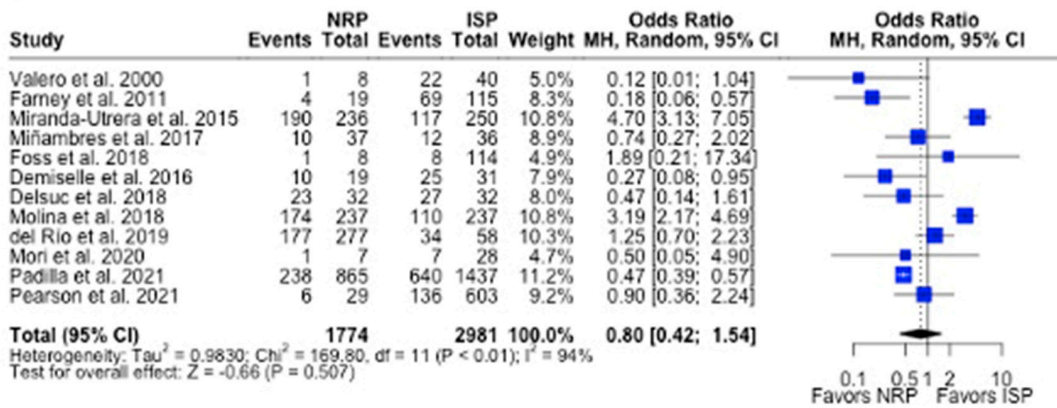 NRP ISP Odds Ratio Odds Ratio
Study Events Total Events Total Weight MH, Random, 95% CI MH, Random, 95% CI
Valero et al. 2000 1 8 22 40 5.0% 0.12 [0.01; 1.04]
Farney et al. 2011 4 19 69 115 8.3% 0.18 [0.06; 0.57]
Miranda-Utrera et al. 2015 190 236 117 250 10.8% 4.70 [3.13; 7.05]
Miñambres et al. 2017 10 37 12 36 8.9% 0.74 [0.27; 2.02]
Foss et al. 2018 1 8 8 114 4.9% 1.89 [0.21; 17.34]
Demiselle et al. 2016 10 19 25 31 7.9% 0.27 [0.08; 0.95]
Delsuc et al. 2018 23 32 27 32 8.0% 0.47 [0.14; 1.61]
Molina et al. 2018 174 237 110 237 10.8% 3.19 [2.17; 4.69]
del Río et al. 2019 177 277 34 58 10.3% 1.25 [0.70; 2.23]
Mori et al. 2020 1 7 7 28 4.7% 0.50 [0.05; 4.90]
Padilla et al. 2021 238 865 640 1437 11.2% 0.47 [0.39; 0.57]
Pearson et al. 2021 6 29 136 603 9.2% 0.90 [0.36; 2.24]
Total (95% CI) 1774 2981 100.0% 0.80 [0.42; 1.54]
Heterogeneity: Tau² = 0.9830; Chi² = 169.80, df = 11 (P < 0.01); I² = 94%
Test for overall effect: Z = -0.66 (P = 0.507)
0.1 0.5 1 2 10
Favors NRP Favors ISP